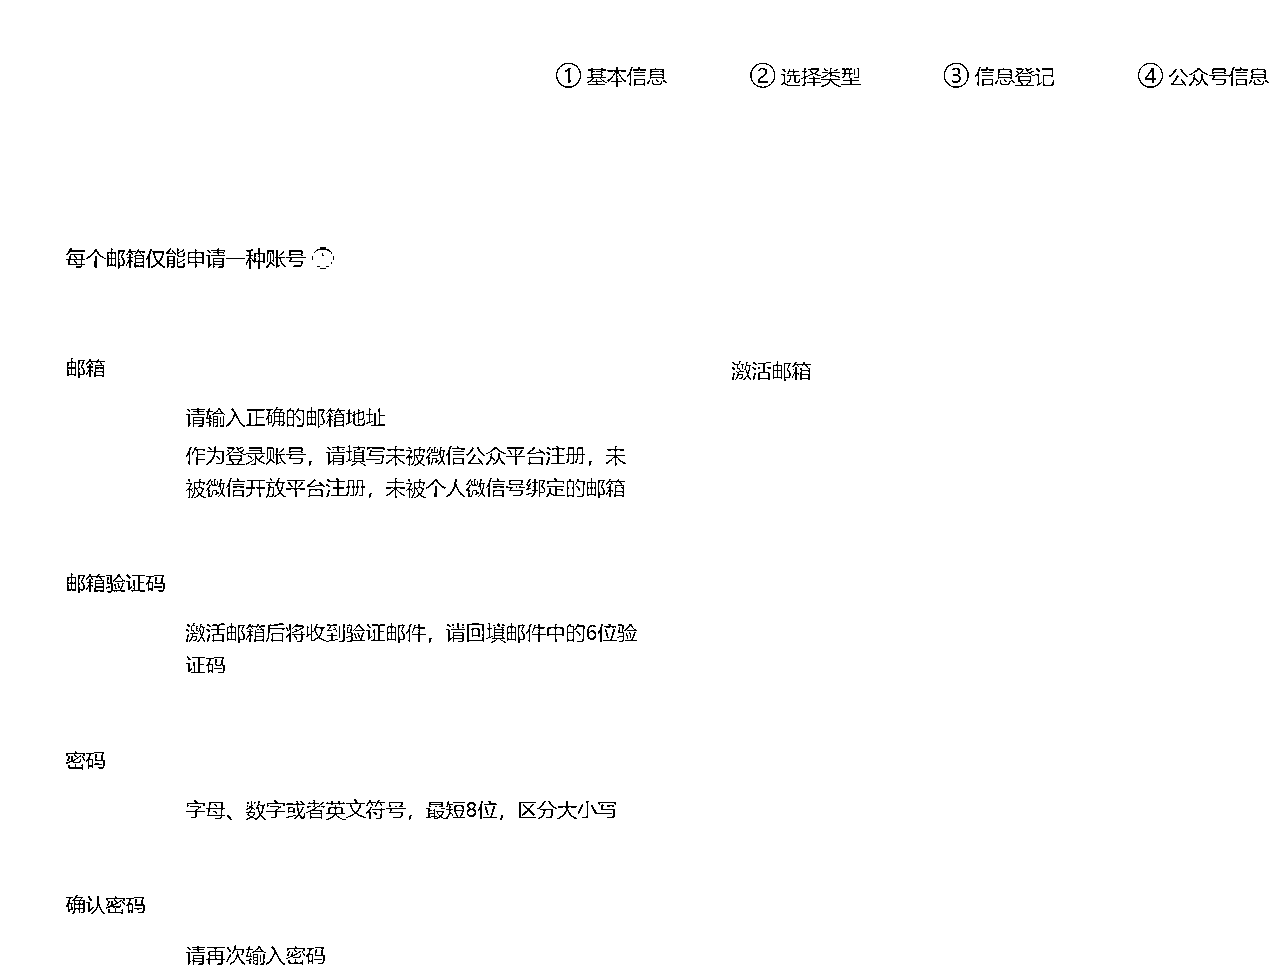 ① 基本信息 ② 选择类型 ③ 信息登记 ④ 公众号信息
每个邮箱仅能申请一种账号
邮箱 激活邮箱
请输入正确的邮箱地址
作为登录账号，请填写未被微信公众平台注册，未
被微信开放平台注册，未被个人微信号绑定的邮箱
邮箱验证码
激活邮箱后将收到验证邮件，请回填邮件中的6位验
证码
密码
字母、数字或者英文符号，最短8位，区分大小写
确认密码
请再次输入密码